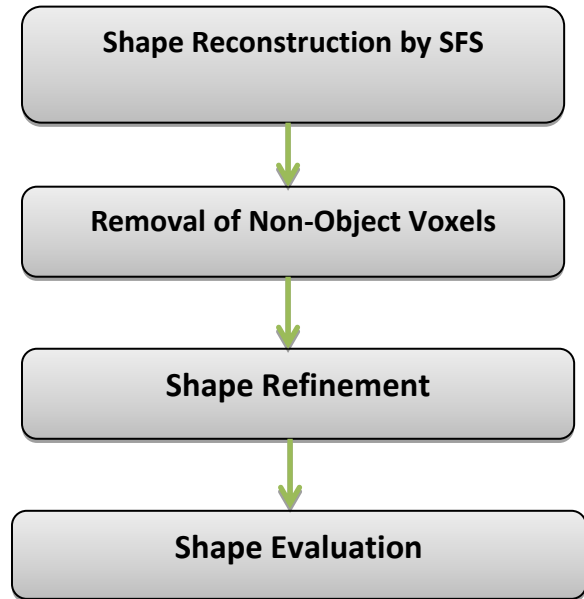 Shape Reconstruction by SFS
Removal of Non-Object Voxels
Shape Refinement
Shape Evaluation